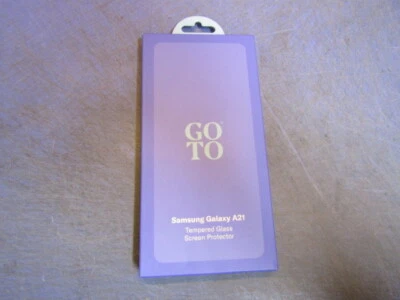 GO
TO
Samsung Galaxy A21
Tempered Glass
Screen Protector